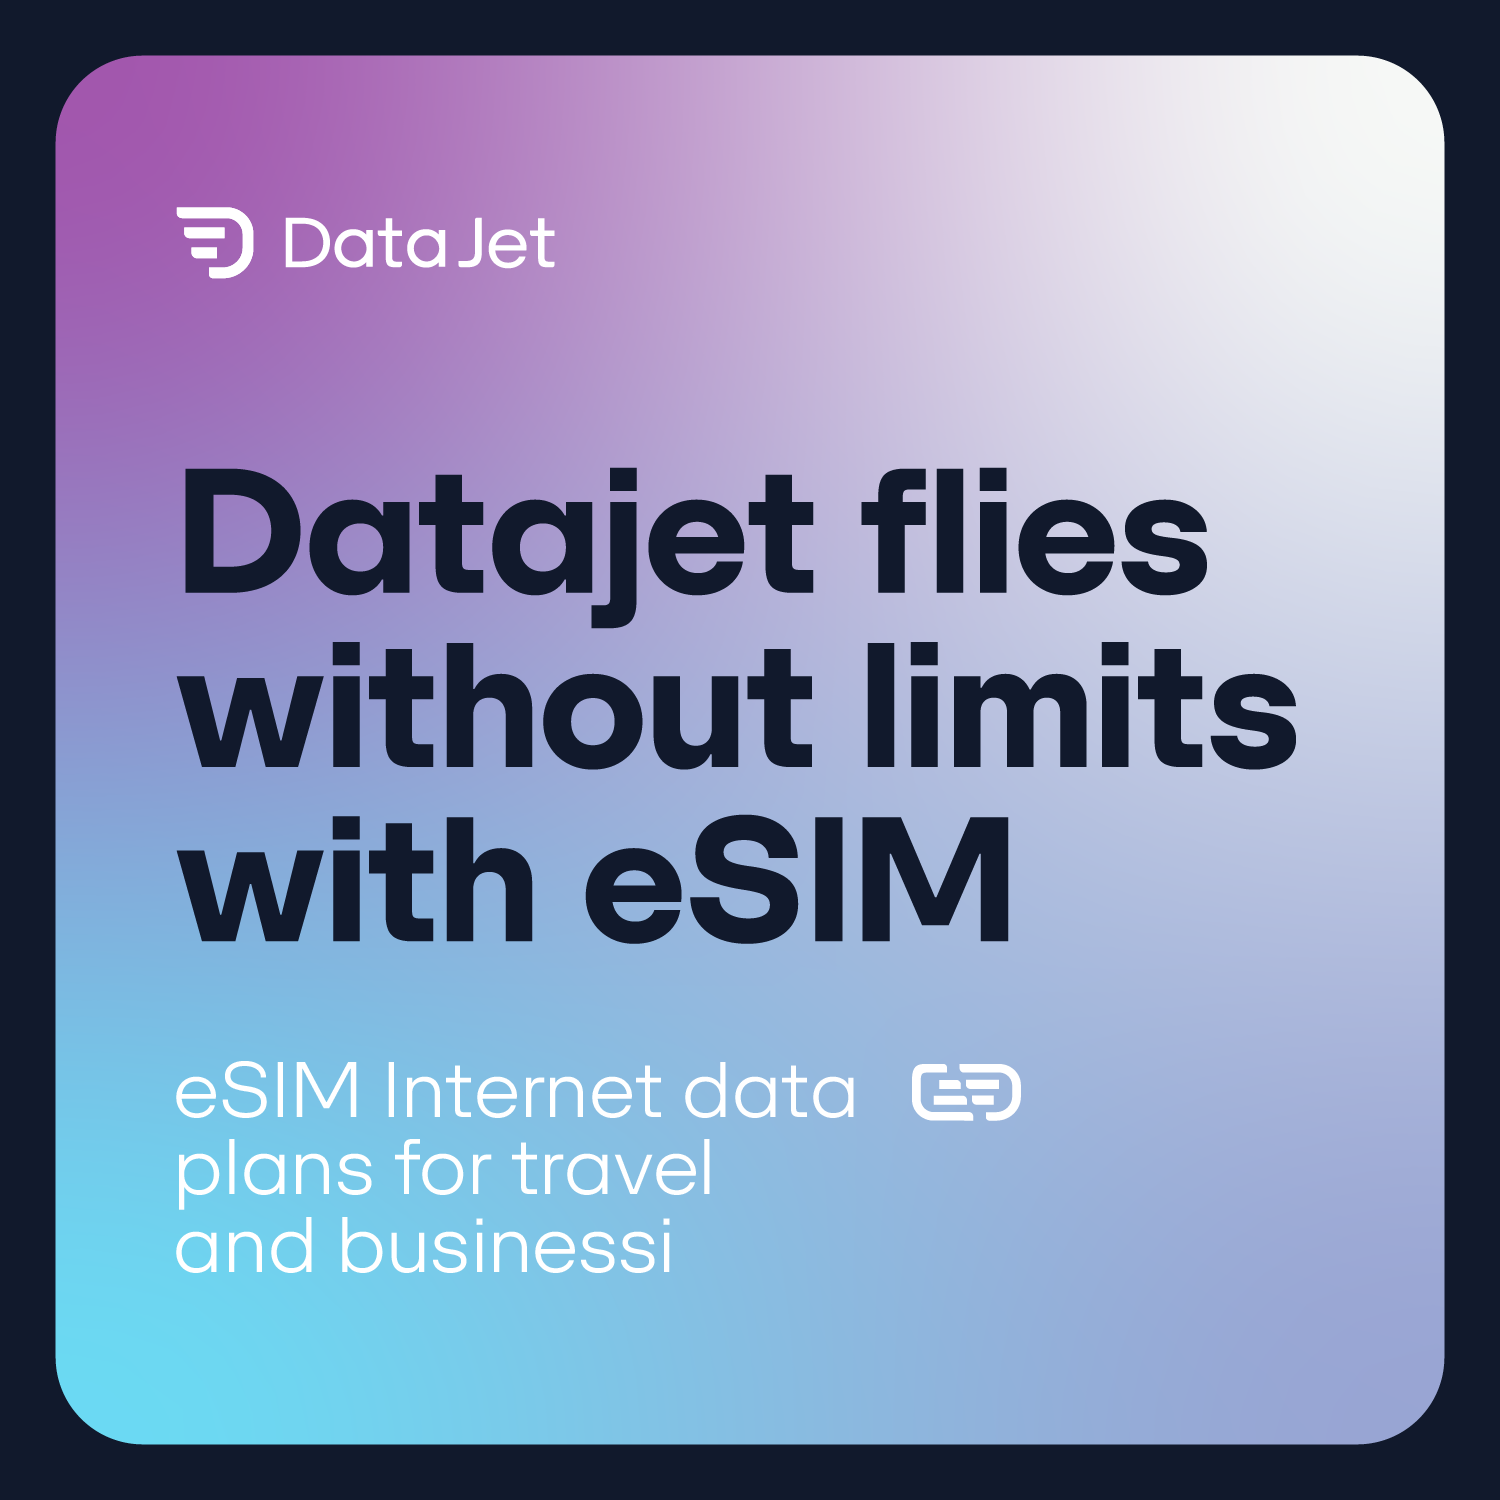 Data Jet
Datajet flies
without limits
with eSIM
eSIM Internet data
plans for travel
and businessi